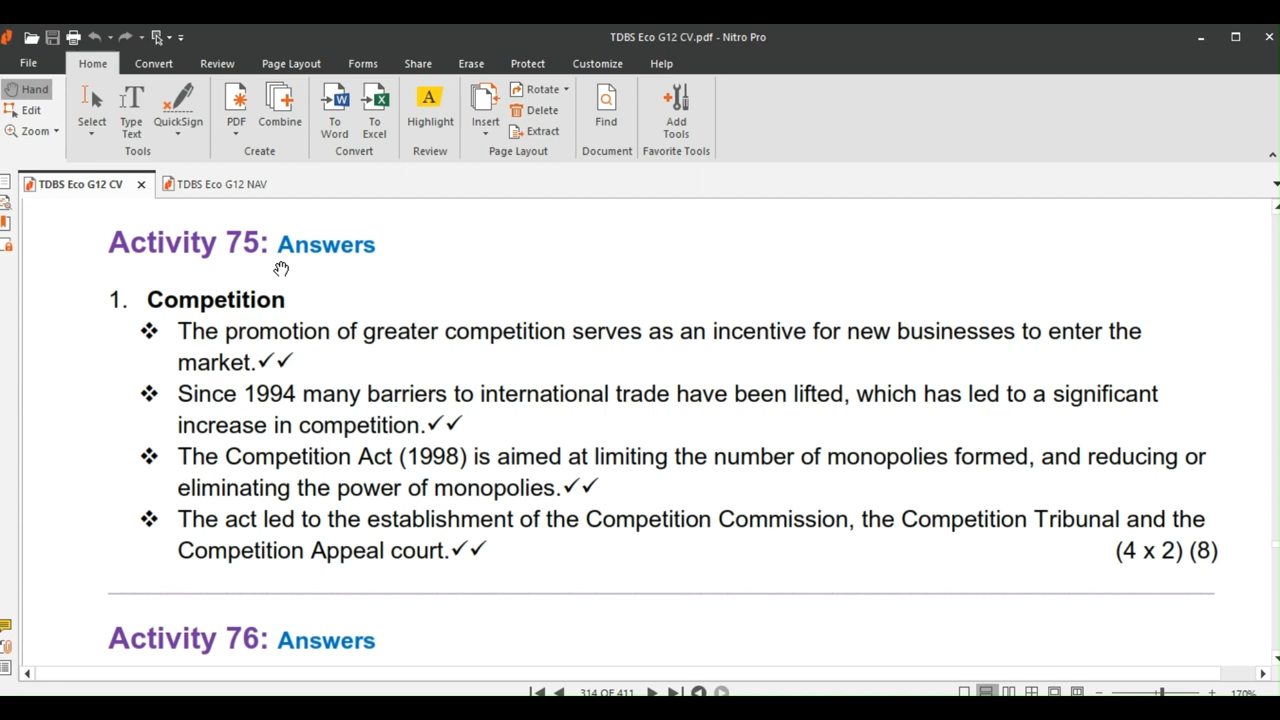 TDBS Eco G12 CV.pdf - Nitro Pro
File Home Convert Review Page Layout Forms Share Erase Protect Customize Help
Hand
Edit
Zoom
Select
Type Text
QuickSign
Tools
PDF
Combine
Create
To Word
To Excel
Convert
Highlight
Review
Insert
Rotate
Delete
Extract
Page Layout
Find
Document
Add Tools
Favorite Tools
TDBS Eco G12 CV TDBS Eco G12 NAV
Activity 75: Answers
1. Competition
❖ The promotion of greater competition serves as an incentive for new businesses to enter the
market.✓✓
❖ Since 1994 many barriers to international trade have been lifted, which has led to a significant
increase in competition.✓✓
❖ The Competition Act (1998) is aimed at limiting the number of monopolies formed, and reducing or
eliminating the power of monopolies.✓✓
❖ The act led to the establishment of the Competition Commission, the Competition Tribunal and the
Competition Appeal court.✓✓ (4 x 2) (8)
Activity 76: Answers
314 OF 411 170%